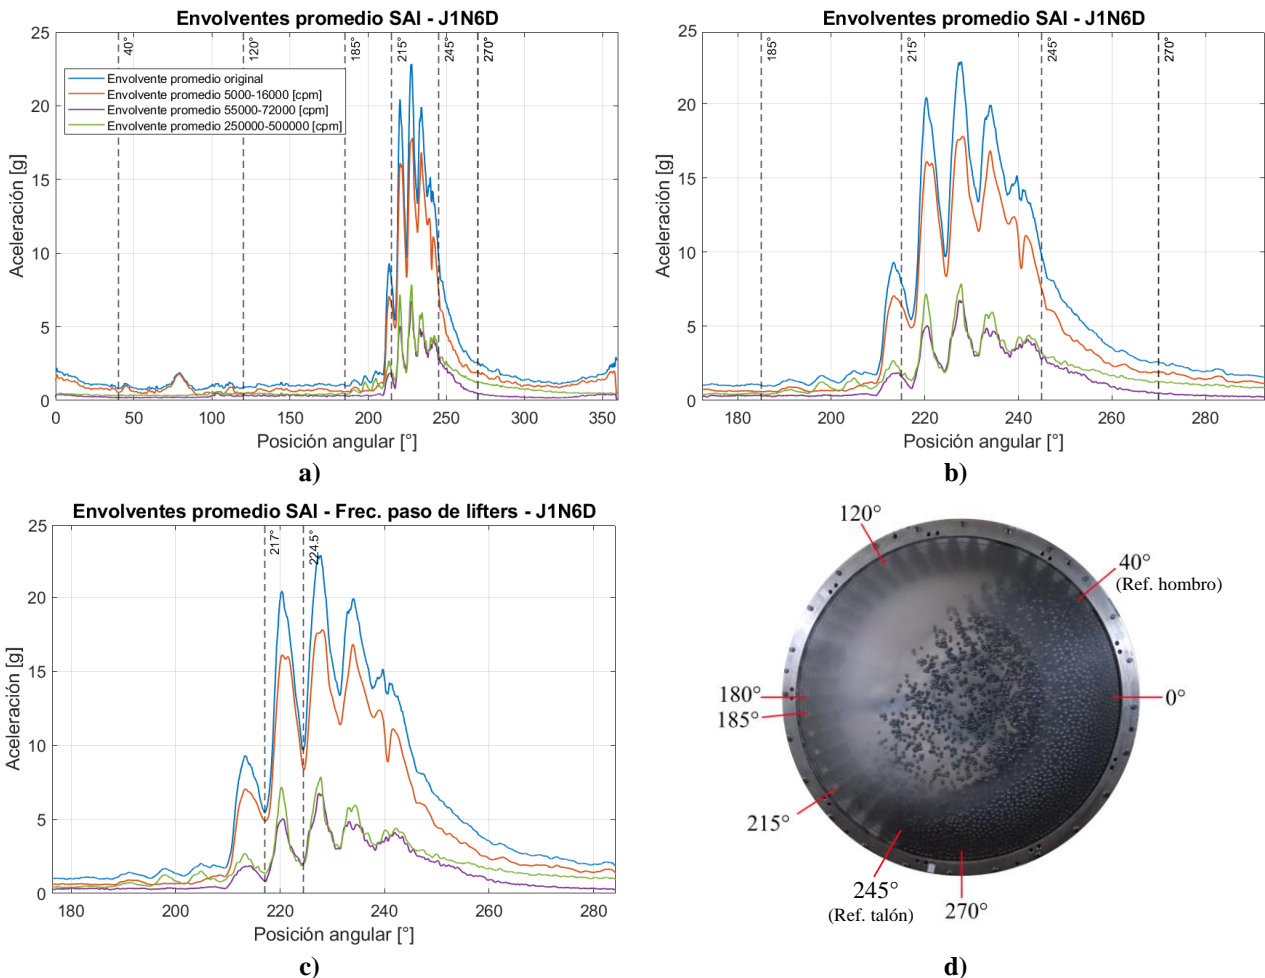 Envolventes promedio SAI - J1N6D
25
20
15
10
5
0
Aceleración [g]
40°
120°
185°
215°
245°
270°
Envolvente promedio original
Envolvente promedio 5000-16000 [cpm]
Envolvente promedio 55000-72000 [cpm]
Envolvente promedio 250000-500000 [cpm]
0 50 100 150 200 250 300 350
Posición angular [°]
a)
Envolventes promedio SAI - J1N6D
25
20
15
10
5
0
Aceleración [g]
185°
215°
245°
270°
180 200 220 240 260 280
Posición angular [°]
b)
Envolventes promedio SAI - Frec. paso de lifters - J1N6D
25
20
15
10
5
0
Aceleración [g]
217°
224.5°
180 200 220 240 260 280
Posición angular [°]
c)
120°
40°
(Ref. hombro)
180°
0°
185°
215°
245°
(Ref. talón)
270°
d)